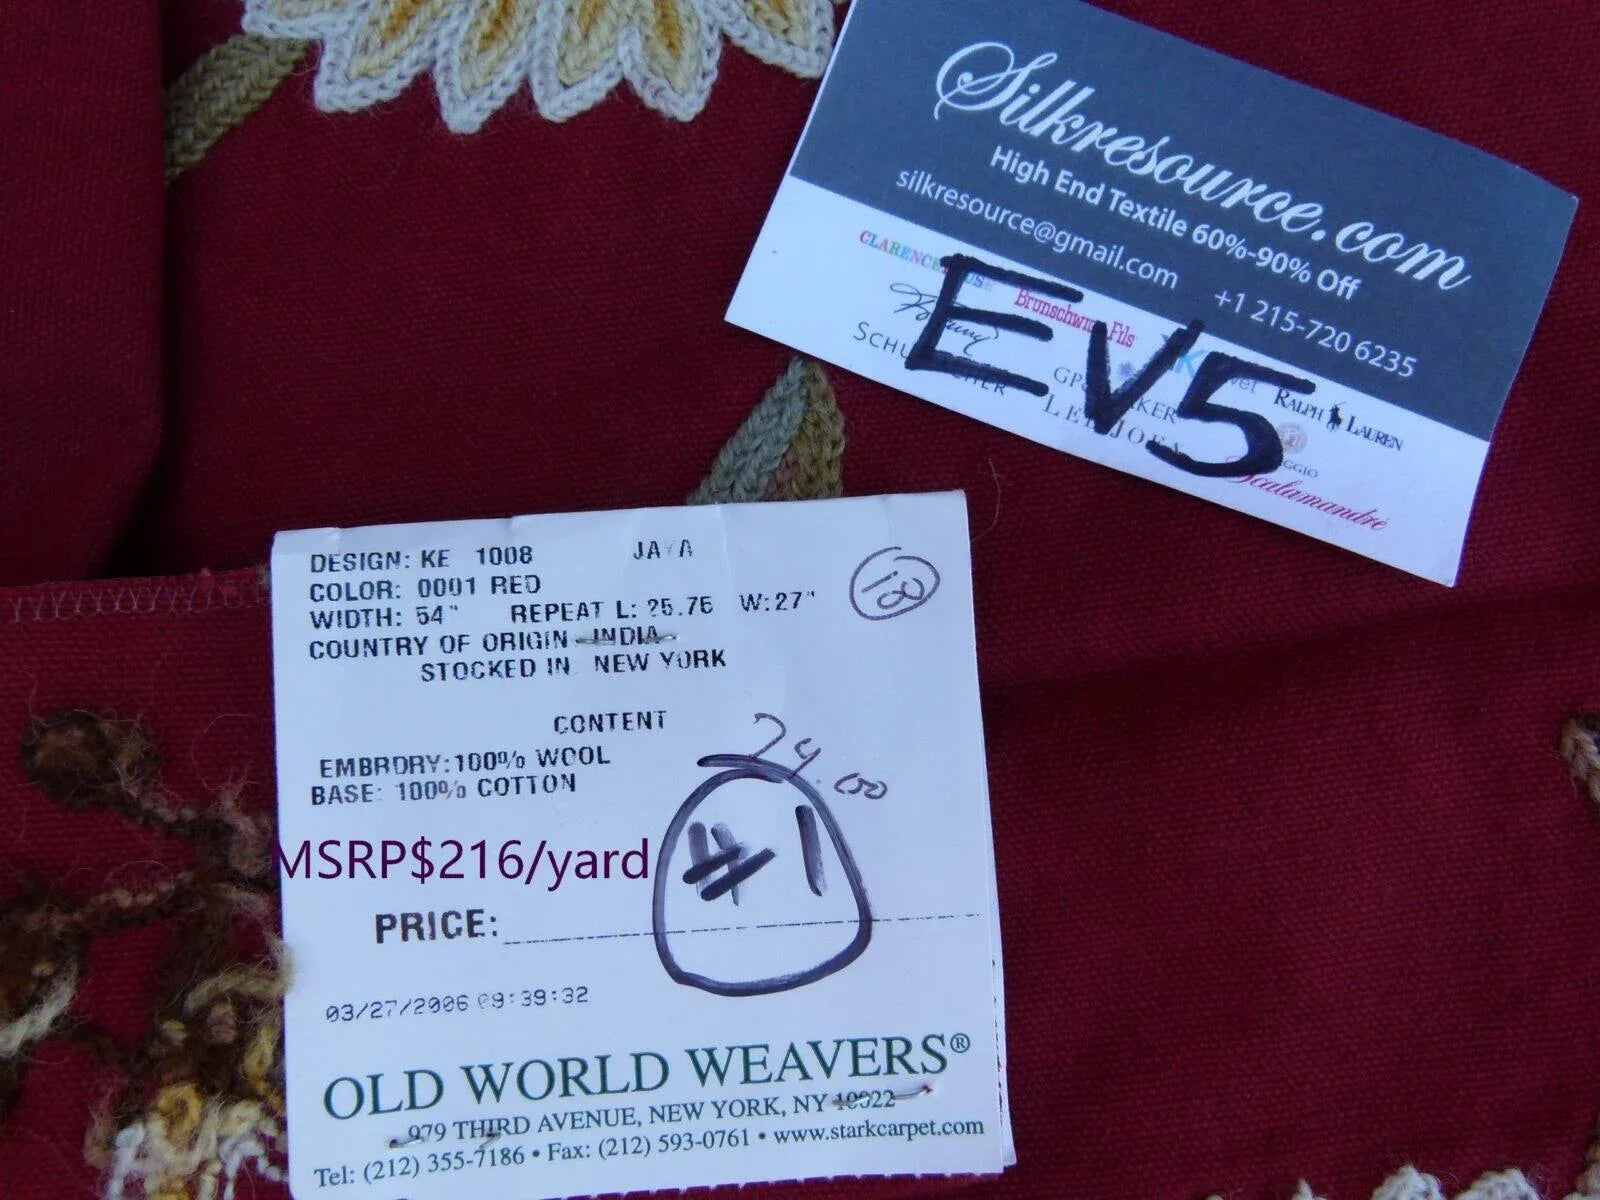 Silkresource.com
High End Textile 60%-90% Off
silkresource@gmail.com
+1 215-720 6235
Brunschwig Fils
RALPH LAUREN
Scalamandré
EV5
DESIGN: KE 1008 JAYA
COLOR: 0001 RED
WIDTH: 54" REPEAT L: 25.75 W:27"
COUNTRY OF ORIGIN INDIA
STOCKED IN NEW YORK
CONTENT
EMBRDRY:100% WOOL
BASE: 100% COTTON
#1
MSRP$216/yard
PRICE:
03/27/2006 09:39:32
OLD WORLD WEAVERS®
979 THIRD AVENUE, NEW YORK, NY 10022
Tel: (212) 355-7186 • Fax: (212) 593-0761 • www.starkcarpet.com